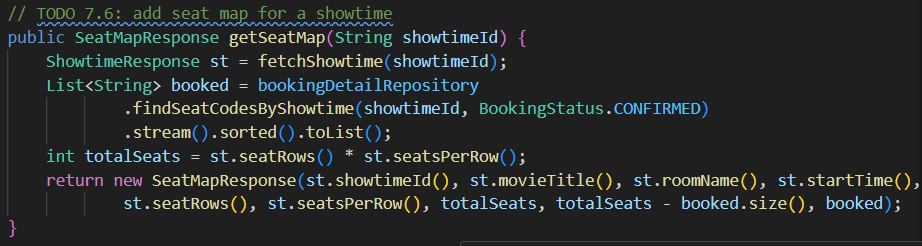 // TODO 7.6: add seat map for a showtime
public SeatMapResponse getSeatMap(String showtimeId) {
    ShowtimeResponse st = fetchShowtime(showtimeId);
    List<String> booked = bookingDetailRepository
            .findSeatCodesByShowtime(showtimeId, BookingStatus.CONFIRMED)
            .stream().sorted().toList();
    int totalSeats = st.seatRows() * st.seatsPerRow();
    return new SeatMapResponse(st.showtimeId(), st.movieTitle(), st.roomName(), st.startTime(),
            st.seatRows(), st.seatsPerRow(), totalSeats, totalSeats - booked.size(), booked);
}